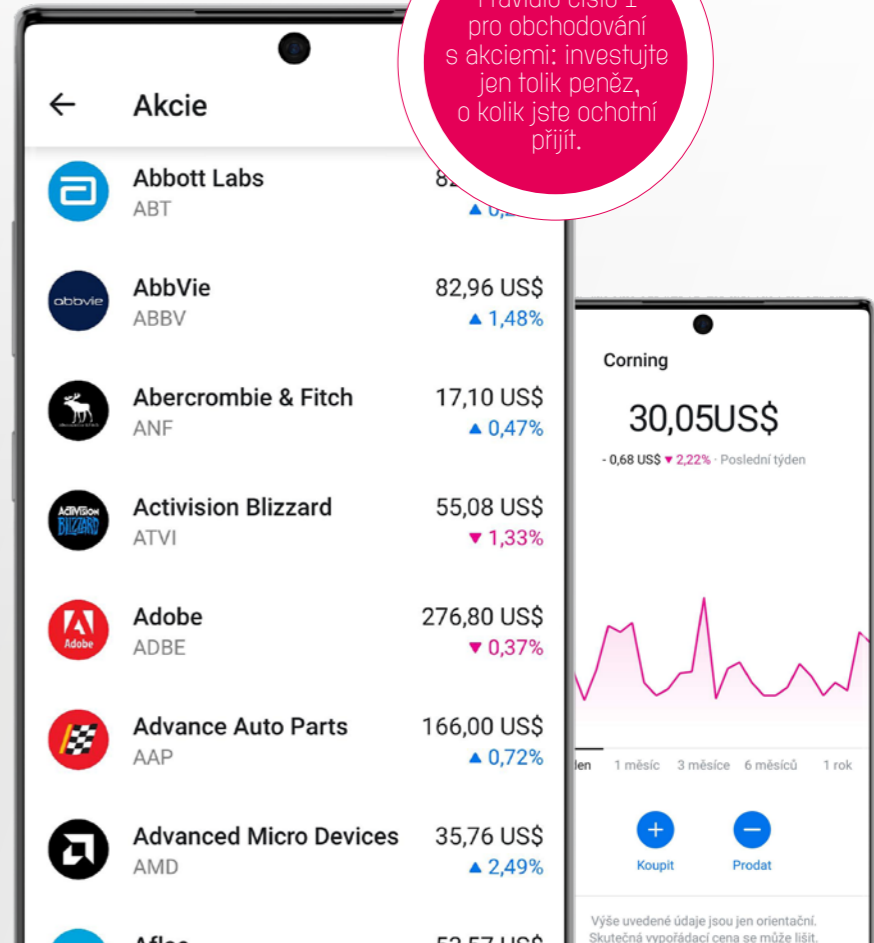 pro obchodování
s akciemi: investujte
jen tolik peněz,
o kolik jste ochotní
přijít.
Akcie
Abbott Labs
ABT
abbvie
AbbVie
82,96 US$
ABBV
▲ 1,48%
Abercrombie & Fitch
17,10 US$
ANF
▲ 0,47%
ACTIVISION
BLIZZARD
Activision Blizzard
55,08 US$
ATVI
▼ 1,33%
Adobe
Adobe
276,80 US$
ADBE
▼ 0,37%
Advance Auto Parts
166,00 US$
AAP
▲ 0,72%
Advanced Micro Devices
35,76 US$
AMD
▲ 2,49%
Corning
30,05US$
- 0,68 US$ ▼ 2,22% · Poslední týden
1 měsíc
3 měsíce
6 měsíců
1 rok
Koupit
Prodat
Výše uvedené údaje jsou jen orientační.
Skutečná vypořádací cena se může lišit.